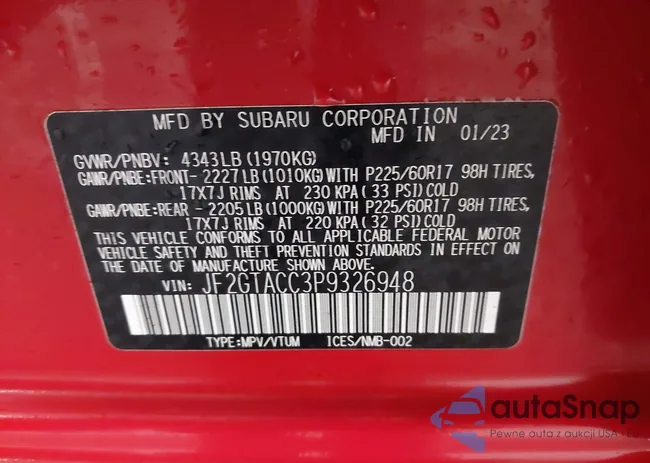 MFD BY SUBARU CORPORATION
MFD IN 01/23
GVWR/PNBV: 4343LB (1970KG)
GAWR/PNBE:FRONT- 2227LB(1010KG)WITH P225/60R17 98H TIRES,
17X7J RIMS AT 230 KPA(33 PSI)COLD
GAWR/PNBE:REAR - 2205LB(1000KG)WITH P225/60R17 98H TIRES,
17X7J RIMS AT 220 KPA(32 PSI)COLD
THIS VEHICLE CONFORMS TO ALL APPLICABLE FEDERAL MOTOR
VEHICLE SAFETY AND THEFT PREVENTION STANDARDS IN EFFECT
ON THE DATE OF MANUFACTURE SHOWN ABOVE.
VIN: JF2GTACC3P9326948
TYPE:MPV/VTUM ICES/NMB-002
autaSnap
Pewne auta z aukcji USA i EU